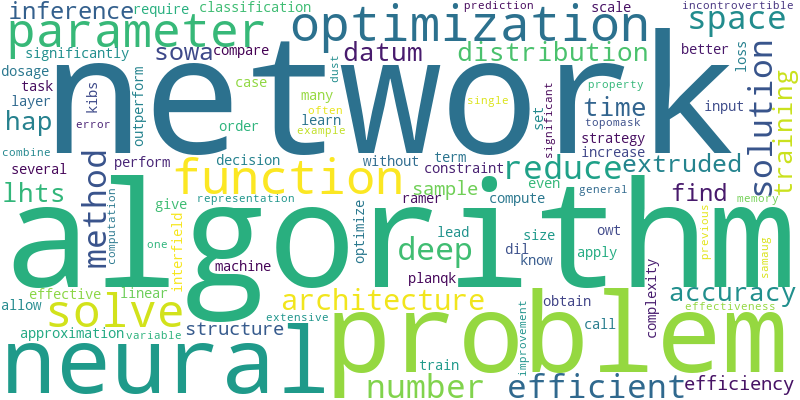 inference
require
classification
prediction
scale
incontrovertible
parameter
optimization
space
significantly
sowa
compare
datum
distribution
better
loss
solution
training
dosage
task
layer
kibs
outperform
network
dust
case
many
often
learn
example
single
set
significant
property
time
topomask
input
hap
error
order
strategy
increase
combine
several
method
computation
perform
decision
without
term
constraint
reduce
extruded
function
sample
even
general
find
memory
lhts
give
representation
optimize
ramer
compute
previous
samaug
algorithm
interfield
one
machine
lead
deep
planqk
size
dil
know
owt
apply
complexity
allow
effective
linear
architecture
obtain
accuracy
solve
extensive
call
effectiveness
approximation
variable
structure
problem
improvement
neural
train
number
efficient
efficiency